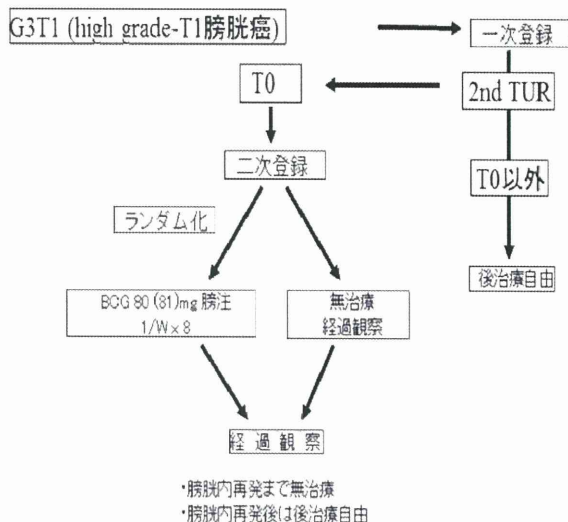 G3T1 (high grade-T1膀胱癌)
一次登録
T0
2nd TUR
二次登録
T0以外
ランダム化
後治療自由
BCG 80 (81)mg 膀注
1/W×8
無治療
経過観察
経過観察
・膀胱内再発まで無治療
・膀胱内再発後は後治療自由